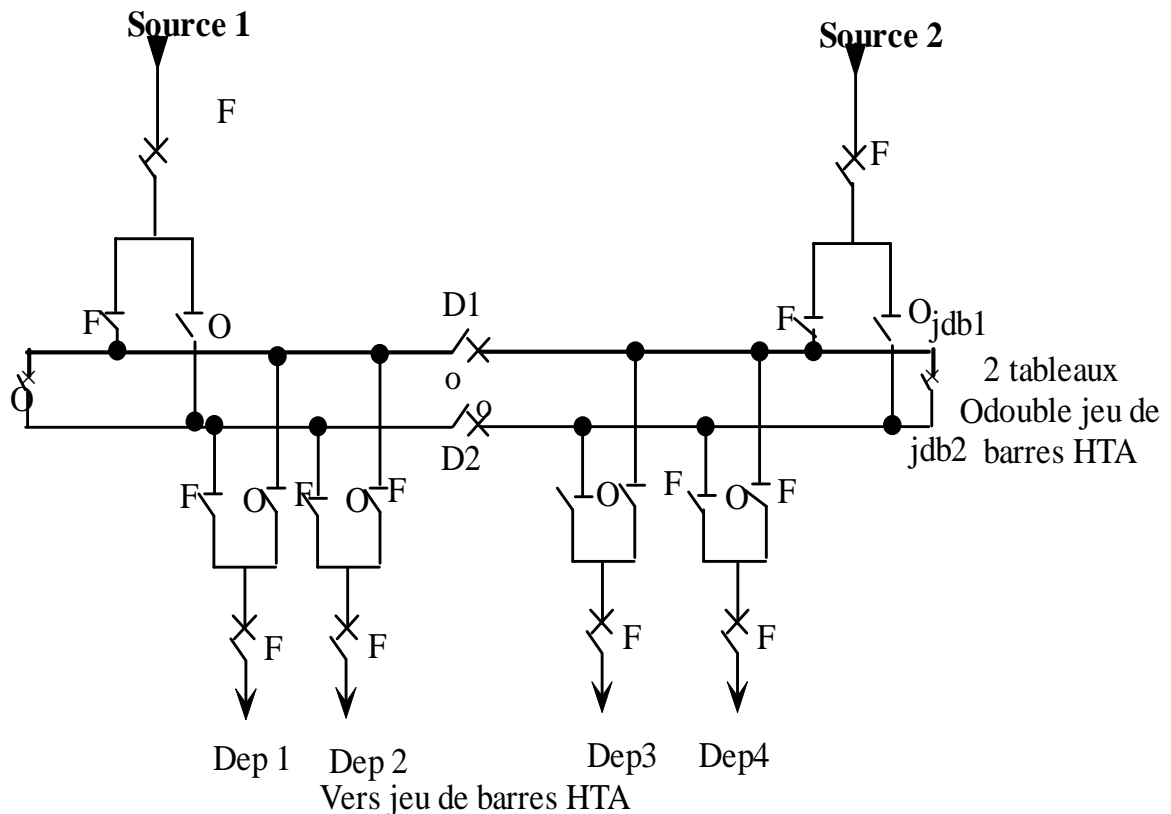 Source 1
Source 2
F
F
D1
F
O
F
O
jdb1
o
O
o
2 tableaux
Odouble jeu de
D2
jdb2
barres HTA
F
O
F
O
F
O
F
O
F
F
F
F
F
Dep 1
Dep 2
Dep3
Dep4
Vers jeu de barres HTA